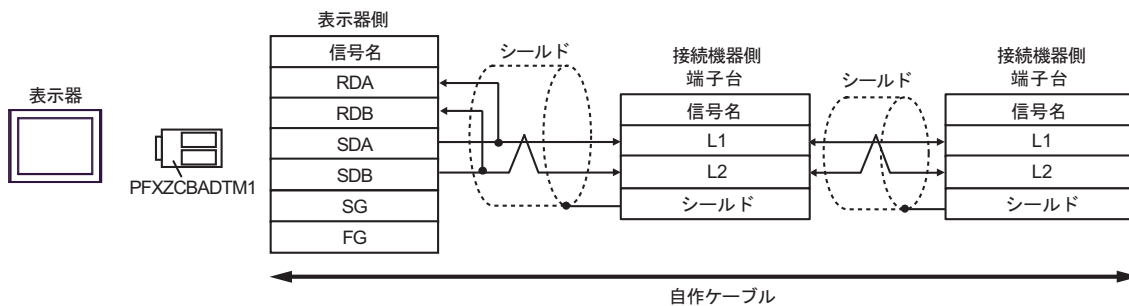 表示器
PFXZCBADTM1
表示器側
信号名
RDA
RDB
SDA
SDB
SG
FG
シールド
接続機器側
端子台
信号名
L1
L2
シールド
シールド
接続機器側
端子台
信号名
L1
L2
シールド
自作ケーブル